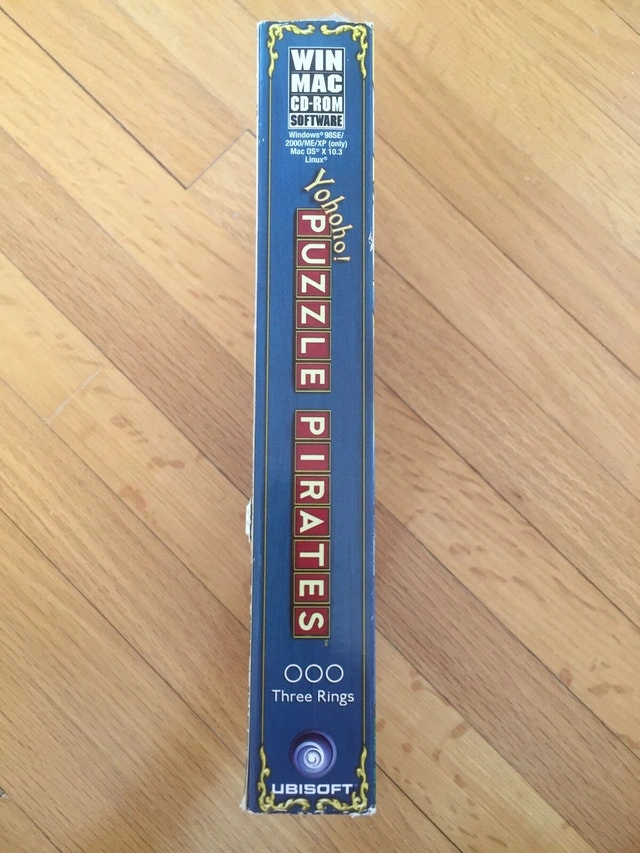 WIN
MAC
CD-ROM
SOFTWARE
Windows® 98SE/
2000/ME/XP (only)
Mac OS® X 10.3
Linux®
Yohoho!
PUZZLE PIRATES™
Three Rings
UBISOFT